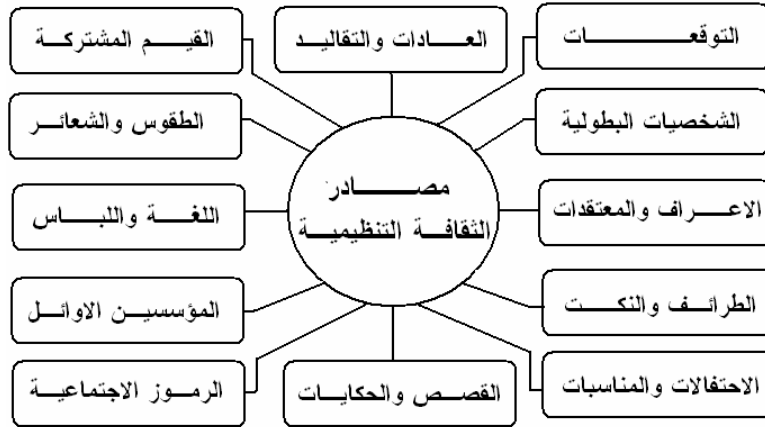 التوقعات
العادات والتقاليد
القيم المشتركة
الشخصيات البطولية
الطقوس والشعائر
مصادر
الثقافة التنظيمية
الاعراف والمعتقدات
اللغة واللباس
الطرائف والنكت
المؤسسين الاوائل
الاحتفالات والمناسبات
القصص والحكايات
الرموز الاجتماعية